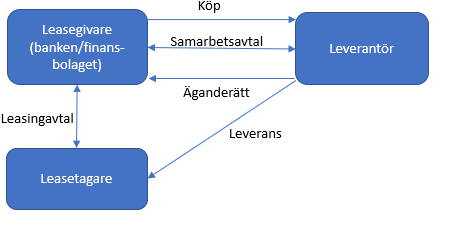 Köp
Leasegivare
(banken/finans-
bolaget)
Samarbetsavtal
Leverantör
Äganderätt
Leasingavtal
Leverans
Leasetagare